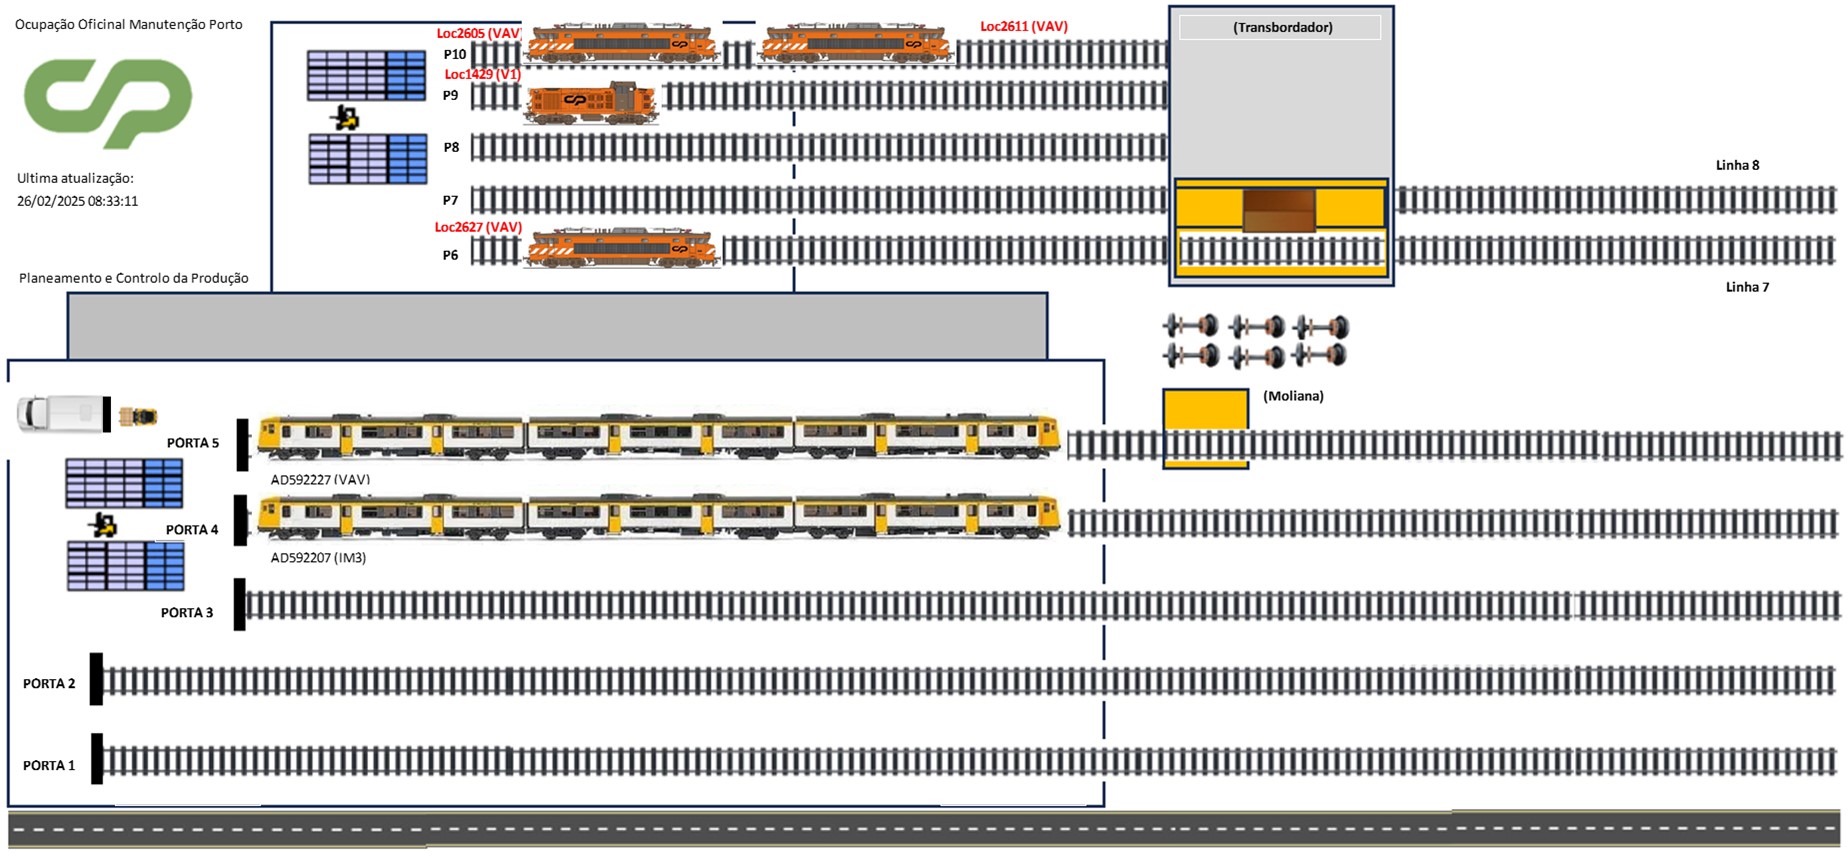 Ocupação Oficinal Manutenção Porto
CP
Ultima atualização:
26/02/2025 08:33:11
Planeamento e Controlo da Produção
Loc2605 (VAV)
Loc2611 (VAV)
P10
Loc1429 (V1)
P9
P8
P7
Loc2627 (VAV)
P6
(Transbordador)
Linha 8
Linha 7
(Moliana)
PORTA 5
AD592227 (VAV)
PORTA 4
AD592207 (IM3)
PORTA 3
PORTA 2
PORTA 1